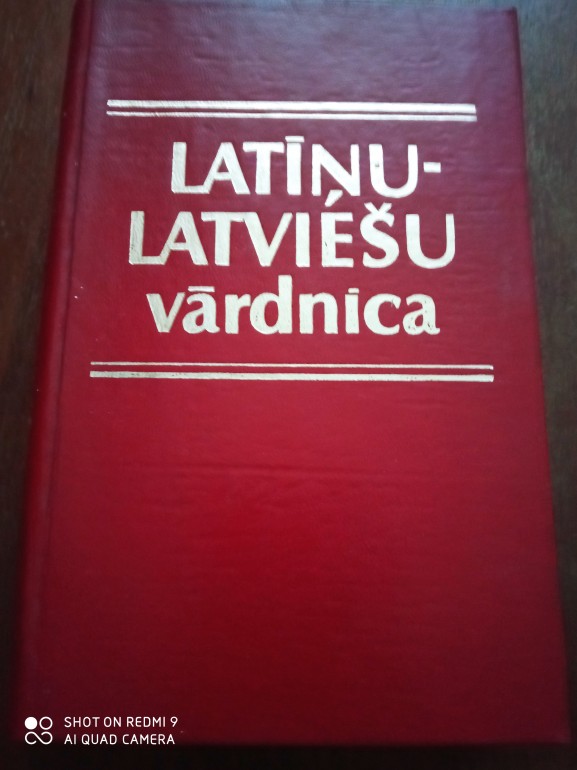 LATĪŅU-
LATVIEŠU
vārdnīca
SHOT ON REDMI 9
AI QUAD CAMERA